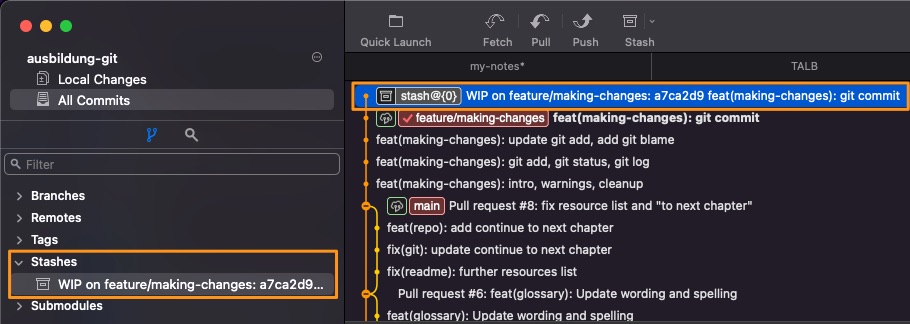 ausbildung-git
Local Changes
All Commits
Filter
Branches
Remotes
Tags
Stashes
WIP on feature/making-changes: a7ca2d9...
Submodules
Quick Launch
Fetch
Pull
Push
Stash
my-notes*
TALB
stash@{0} WIP on feature/making-changes: a7ca2d9 feat(making-changes): git commit
feature/making-changes feat(making-changes): git commit
feat(making-changes): update git add, add git blame
feat(making-changes): git add, git status, git log
feat(making-changes): intro, warnings, cleanup
main Pull request #8: fix resource list and "to next chapter"
feat(repo): add continue to next chapter
fix(git): update continue to next chapter
fix(readme): further resources list
Pull request #6: feat(glossary): Update wording and spelling
feat(glossary): Update wording and spelling